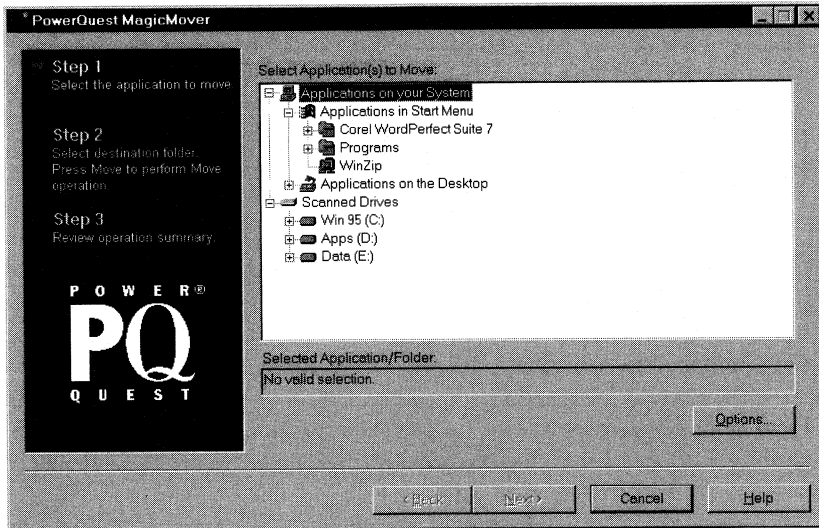 PowerQuest MagicMover
Step 1
Select the application to move
Step 2
Select destination folder.
Press Move to perform Move
operation
Step 3
Review operation summary.
POWER®
PQ
QUEST
Select Application(s) to Move:
Applications on your System
Applications in Start Menu
Corel WordPerfect Suite 7
Programs
WinZip
Applications on the Desktop
Scanned Drives
Win 95 (C:)
Apps (D:)
Data (E:)
Selected Application/Folder:
No valid selection.
Options...
< Back
Next >
Cancel
Help